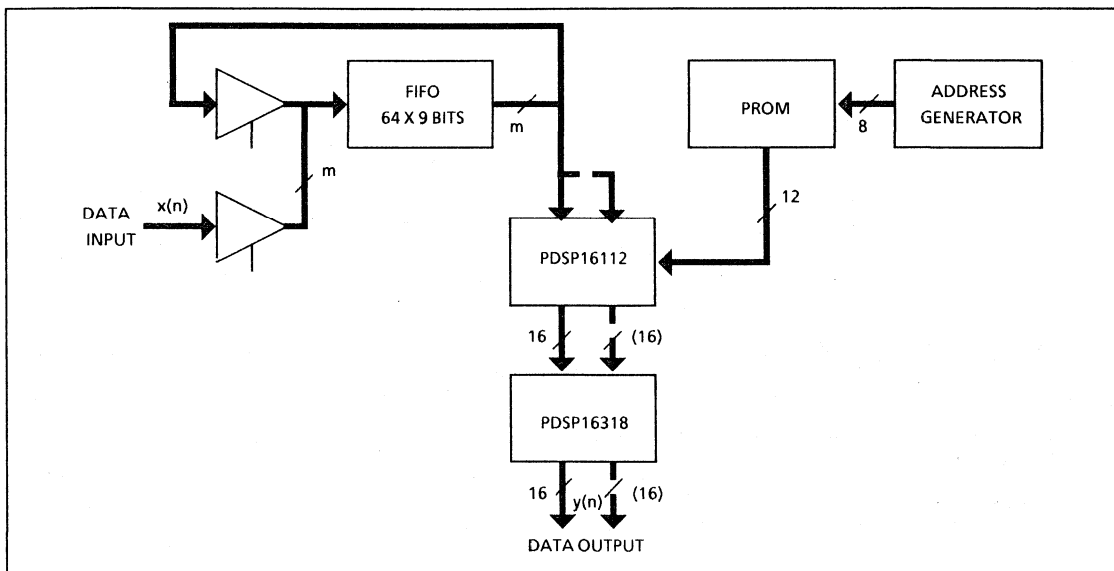 FIFO
64 X 9 BITS
m
PROM
8
ADDRESS
GENERATOR
m
x(n)
DATA
INPUT
12
PDSP16112
16
(16)
PDSP16318
16
y(n)
(16)
DATA OUTPUT